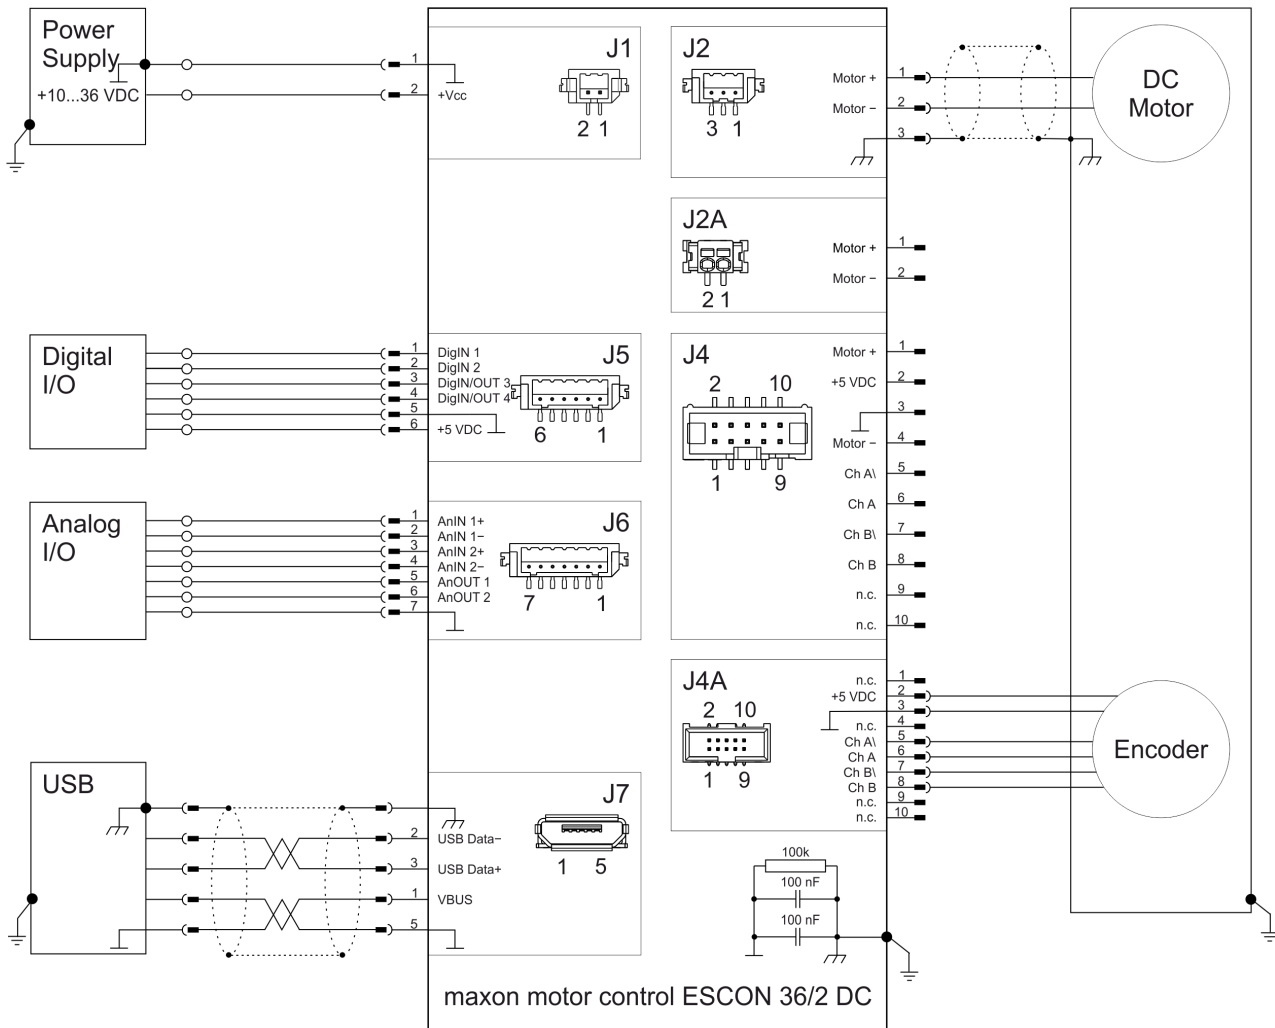 Power
Supply
+10...36 VDC
1
2
+Vcc
J1
2 1
J2
3 1
Motor +
1
Motor −
2
3
DC
Motor
J2A
2 1
Motor +
1
Motor −
2
Digital
I/O
1
DigIN 1
2
DigIN 2
3
DigIN/OUT 3
4
DigIN/OUT 4
5
6
+5 VDC
J5
6 1
J4
2 10
1 9
Motor +
1
+5 VDC
2
3
Motor −
4
Ch A\
5
Ch A
6
Ch B\
7
Ch B
8
n.c.
9
n.c.
10
Analog
I/O
1
AnIN 1+
2
AnIN 1−
3
AnIN 2+
4
AnIN 2−
5
AnOUT 1
6
AnOUT 2
7
J6
7 1
J4A
2 10
1 9
n.c.
1
+5 VDC
2
3
n.c.
4
Ch A\
5
Ch A
6
Ch B\
7
Ch B
8
n.c.
9
n.c.
10
Encoder
USB
2
USB Data−
3
USB Data+
1
VBUS
5
J7
1 5
100k
100 nF
100 nF
maxon motor control ESCON 36/2 DC